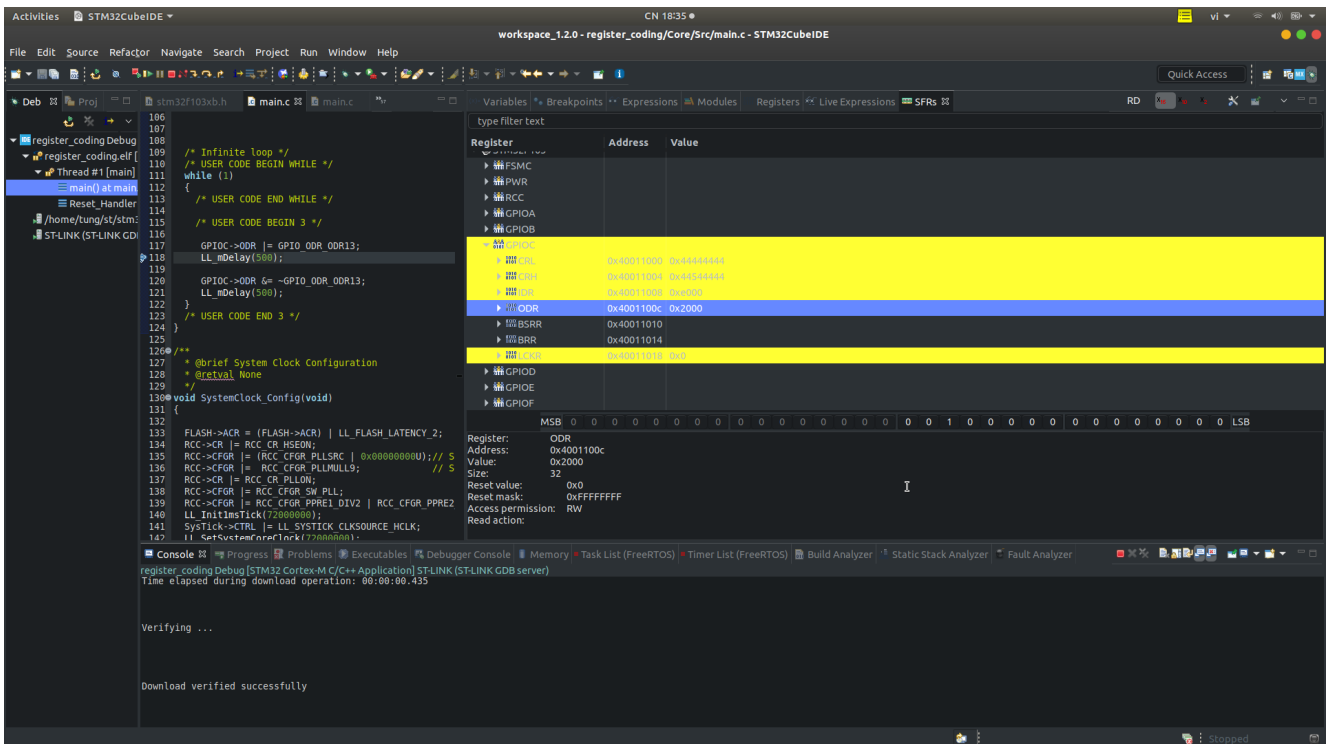 Activities STM32CubeIDE CN 18:35 vi
workspace_1.2.0 - register_coding/Core/Src/main.c - STM32CubeIDE
File Edit Source Refactor Navigate Search Project Run Window Help
Quick Access
Deb Proj stm32f103xb.h main.c main.c
Variables Breakpoints Expressions Modules Registers Live Expressions SFRs RD
register_coding Debug
register_coding.elf [
Thread #1 [main]
main() at main.
Reset_Handler
/home/tung/st/stm3
ST-LINK (ST-LINK GD
106
107
108
109 /* Infinite loop */
110 /* USER CODE BEGIN WHILE */
111 while (1)
112 {
113 /* USER CODE END WHILE */
114
115 /* USER CODE BEGIN 3 */
116
117 GPIOC->ODR |= GPIO_ODR_ODR13;
118 LL_mDelay(500);
119
120 GPIOC->ODR &= ~GPIO_ODR_ODR13;
121 LL_mDelay(500);
122 }
123 /* USER CODE END 3 */
124 }
125
126 /**
127 * @brief System Clock Configuration
128 * @retval None
129 */
130 void SystemClock_Config(void)
131 {
132
133 FLASH->ACR = (FLASH->ACR) | LL_FLASH_LATENCY_2;
134 RCC->CR |= RCC_CR_HSEON;
135 RCC->CFGR |= (RCC_CFGR_PLLSRC | 0x00000000U);// S
136 RCC->CFGR |= RCC_CFGR_PLLMULL9; // S
137 RCC->CR |= RCC_CR_PLLON;
138 RCC->CFGR |= RCC_CFGR_SW_PLL;
139 RCC->CFGR |= RCC_CFGR_PPRE1_DIV2 | RCC_CFGR_PPRE2
140 LL_Init1msTick(72000000);
141 SysTick->CTRL |= LL_SYSTICK_CLKSOURCE_HCLK;
142 LL_SetSystemCoreClock(72000000);
type filter text
Register Address Value
FSMC
PWR
RCC
GPIOA
GPIOB
GPIOC
CRL 0x40011000 0x44444444
CRH 0x40011004 0x44544444
IDR 0x40011008 0xe000
ODR 0x4001100c 0x2000
BSRR 0x40011010
BRR 0x40011014
LCKR 0x40011018 0x0
GPIOD
GPIOE
GPIOF
MSB 0 0 0 0 0 0 0 0 0 0 0 0 0 0 0 0 0 0 1 0 0 0 0 0 0 0 0 0 0 0 0 0 LSB
Register: ODR
Address: 0x4001100c
Value: 0x2000
Size: 32
Reset value: 0x0
Reset mask: 0xFFFFFFFF
Access permission: RW
Read action:
Console Progress Problems Executables Debugger Console Memory Task List (FreeRTOS) Timer List (FreeRTOS) Build Analyzer Static Stack Analyzer Fault Analyzer
register_coding Debug [STM32 Cortex-M C/C++ Application] ST-LINK (ST-LINK GDB server)
Time elapsed during download operation: 00:00:00.435
Verifying ...
Download verified successfully
Stopped